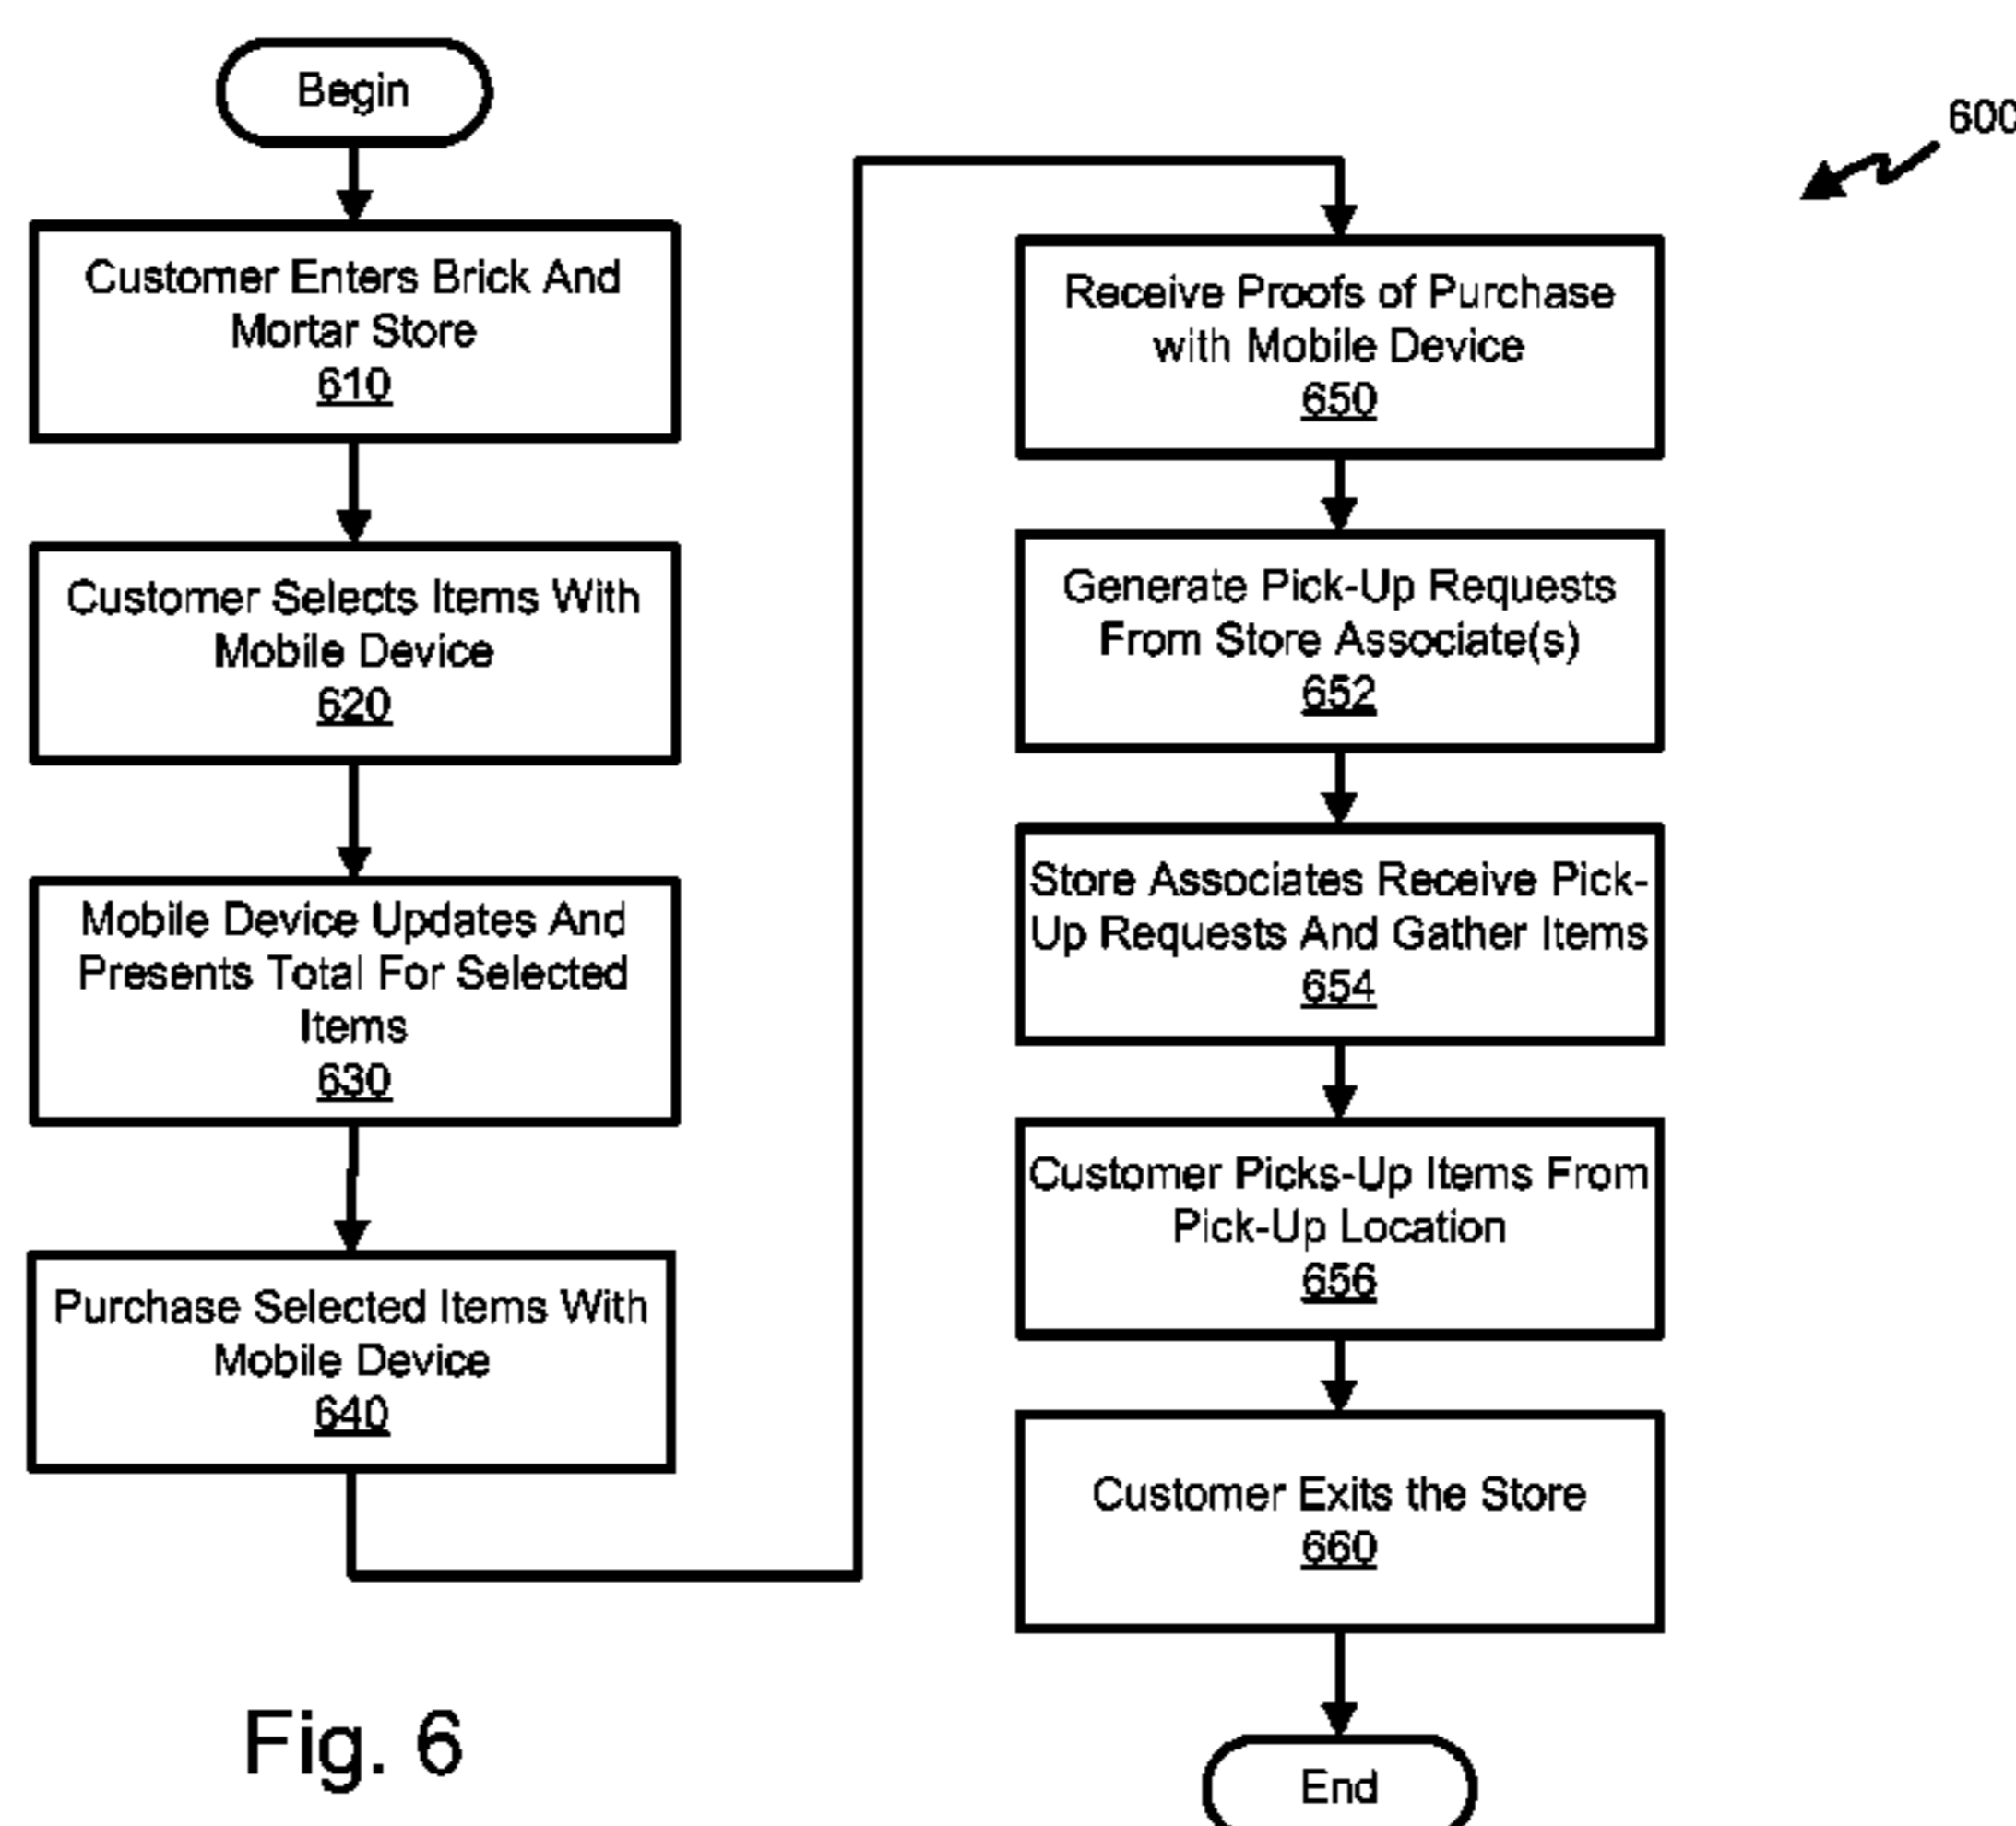 Begin
Customer Enters Brick And
Mortar Store
610
Customer Selects Items With
Mobile Device
620
Mobile Device Updates And
Presents Total For Selected
Items
630
Purchase Selected Items With
Mobile Device
640
600
Receive Proofs of Purchase
with Mobile Device
650
Generate Pick-Up Requests
From Store Associate(s)
652
Store Associates Receive Pick-
Up Requests And Gather Items
654
Customer Picks-Up Items From
Pick-Up Location
656
Customer Exits the Store
660
End
Fig. 6